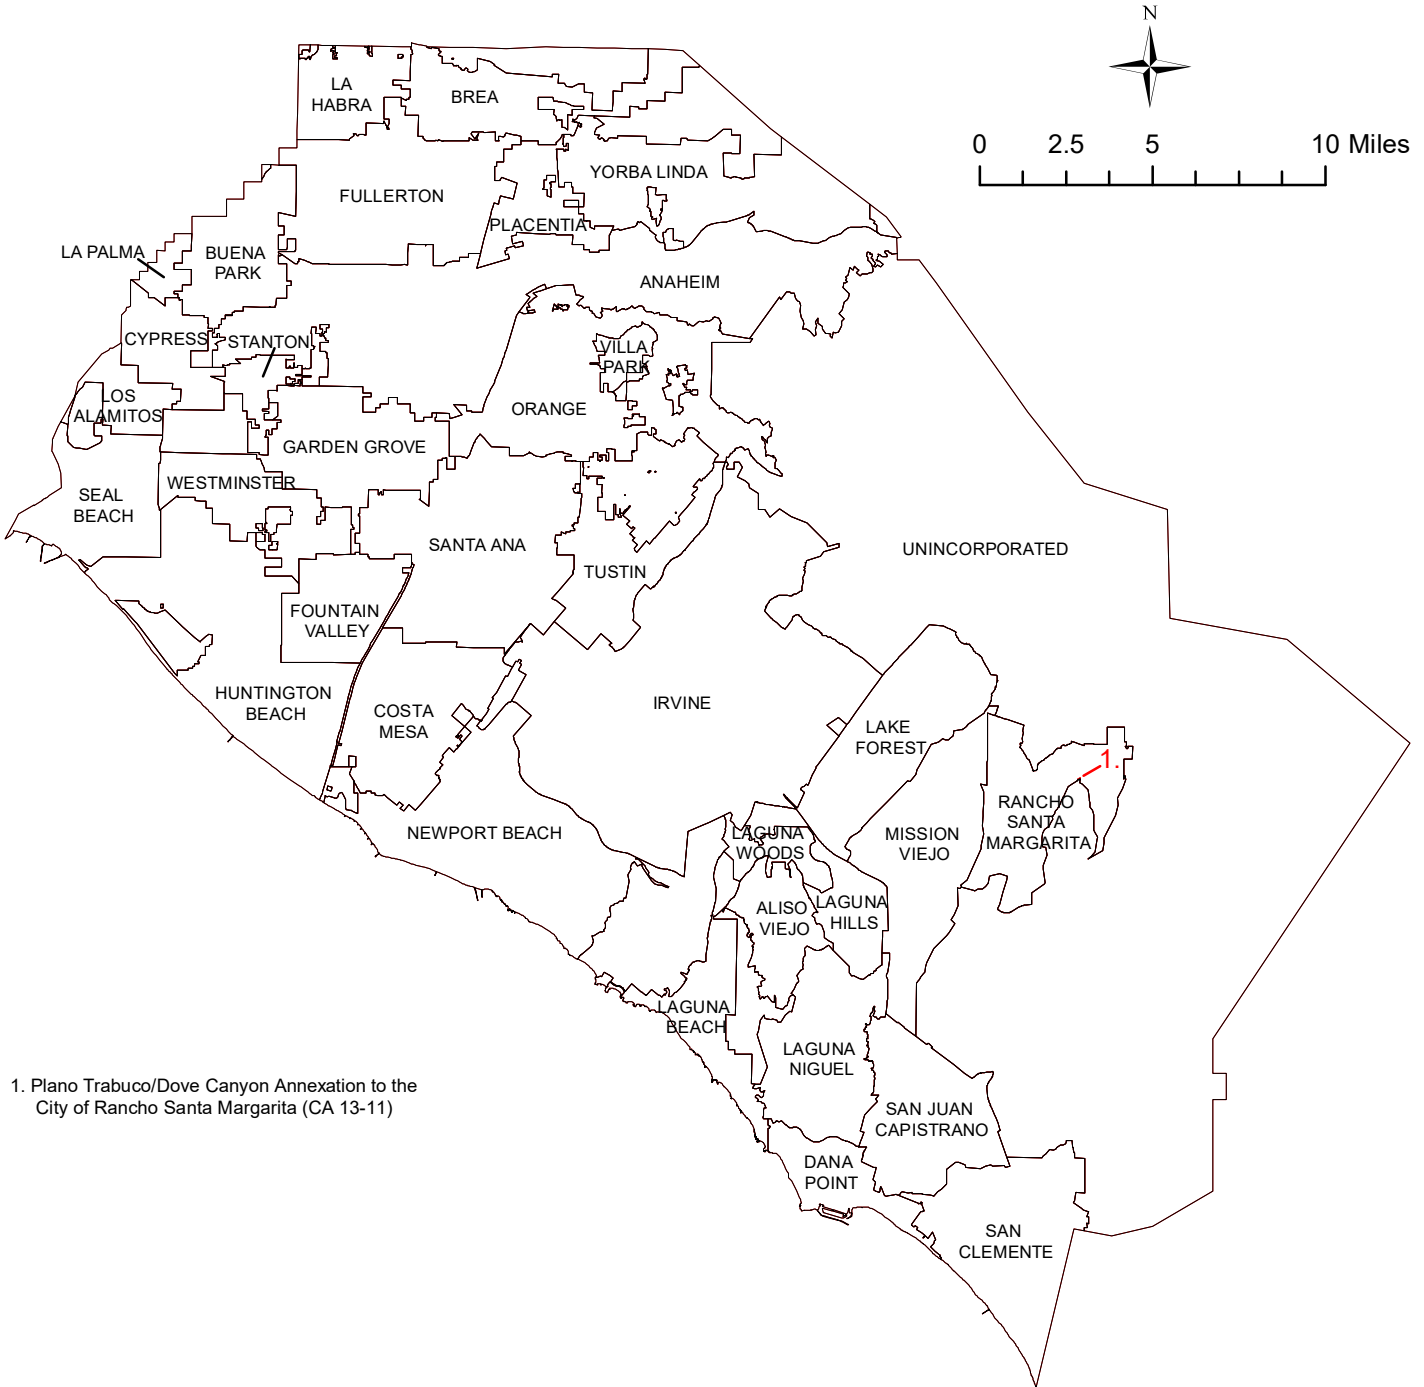 N
0 2.5 5 10 Miles
LA
HABRA
BREA
YORBA LINDA
FULLERTON
PLACENTIA
LA PALMA
BUENA
PARK
ANAHEIM
CYPRESS
STANTON
VILLA
PARK
LOS
ALAMITOS
ORANGE
GARDEN GROVE
WESTMINSTER
SEAL
BEACH
SANTA ANA
TUSTIN
UNINCORPORATED
FOUNTAIN
VALLEY
HUNTINGTON
BEACH
COSTA
MESA
IRVINE
LAKE
FOREST
1.
RANCHO
SANTA
MARGARITA
NEWPORT BEACH
LAGUNA
WOODS
MISSION
VIEJO
ALISO
VIEJO
LAGUNA
HILLS
LAGUNA
BEACH
LAGUNA
NIGUEL
SAN JUAN
CAPISTRANO
DANA
POINT
SAN
CLEMENTE
1. Plano Trabuco/Dove Canyon Annexation to the
City of Rancho Santa Margarita (CA 13-11)